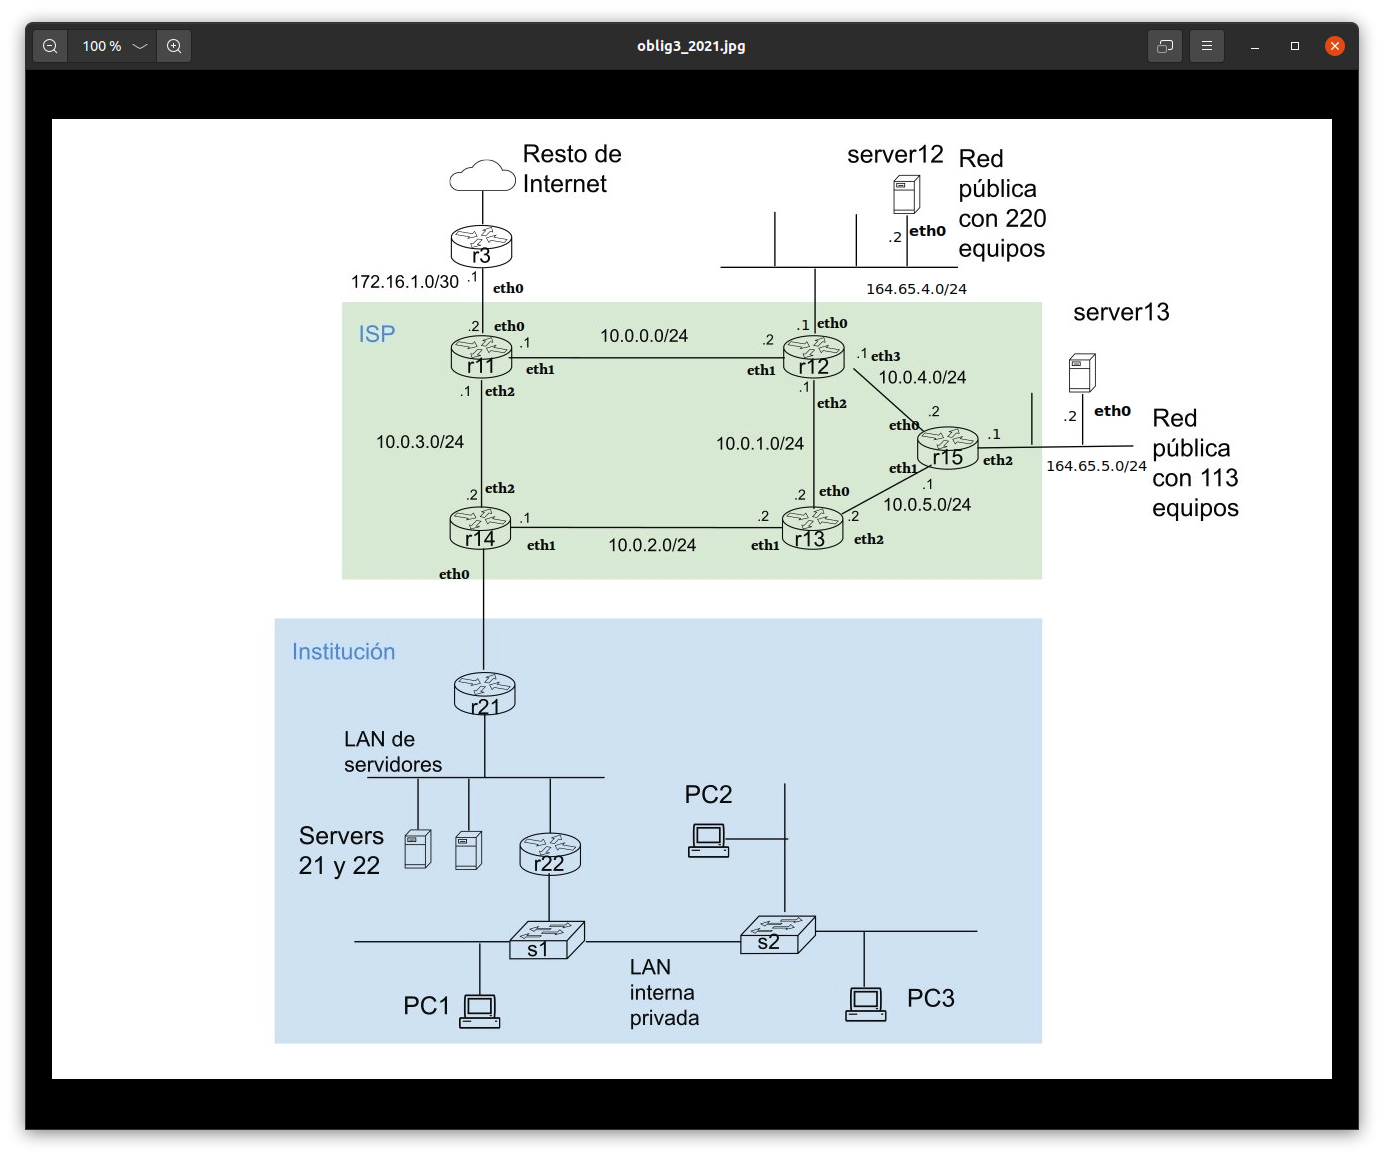 100 %
oblig3_2021.jpg
Resto de
Internet
server12
Red
pública
con 220
equipos
.2
eth0
r3
172.16.1.0/30
.1
eth0
164.65.4.0/24
server13
ISP
.2
eth0
.1
10.0.0.0/24
.2
.1
eth0
r11
eth1
eth1
r12
.1
eth3
10.0.4.0/24
.1
eth2
.1
eth2
.2
eth0
.2
eth0
Red
pública
con 113
equipos
10.0.3.0/24
10.0.1.0/24
r15
.1
eth2
164.65.5.0/24
eth1
.1
10.0.5.0/24
.2
eth2
.2
eth0
r14
.1
eth1
10.0.2.0/24
.2
eth1
r13
.2
eth2
eth0
Institución
r21
LAN de
servidores
Servers
21 y 22
r22
PC2
s1
s2
LAN
interna
privada
PC1
PC3